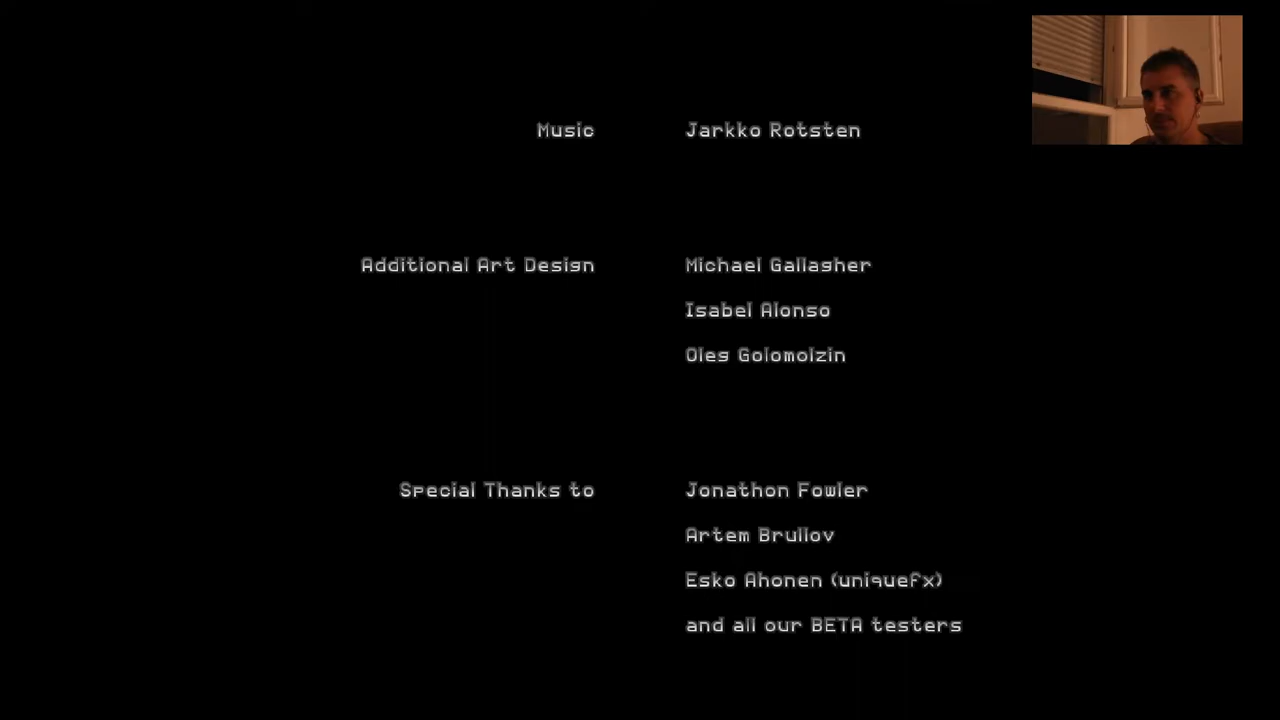 Music Jarkko Rotsten
Additional Art Design Michael Gallagher
Isabel Alonso
Oleg Golomolzin
Special Thanks to Jonathon Fowler
Artem Brullov
Esko Ahonen (uniquefx)
and all our BETA testers